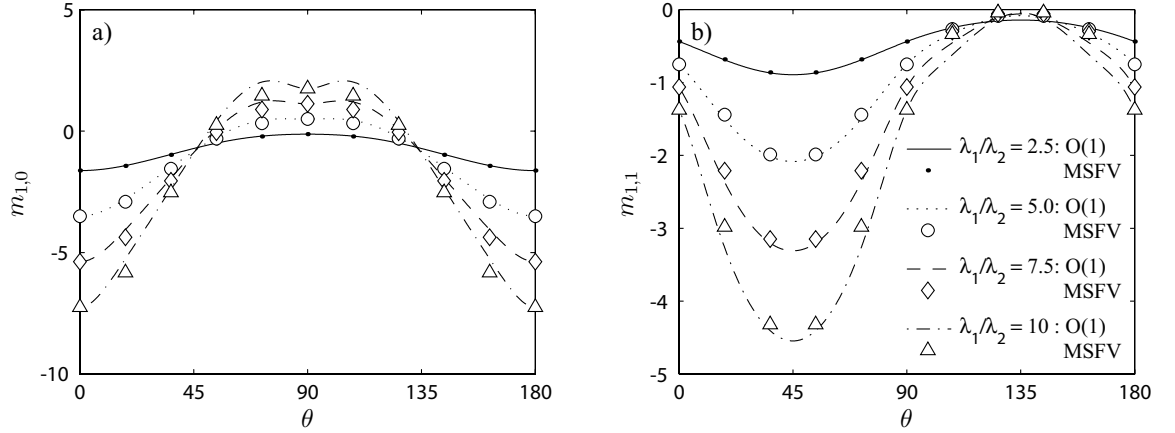 a)
5
0
-5
-10
m1,0
0 45 90 135 180
θ
b)
0
-1
-2
-3
-4
-5
m1,1
0 45 90 135 180
θ
λ1/λ2 = 2.5: O(1)
MSFV
λ1/λ2 = 5.0: O(1)
MSFV
λ1/λ2 = 7.5: O(1)
MSFV
λ1/λ2 = 10 : O(1)
MSFV